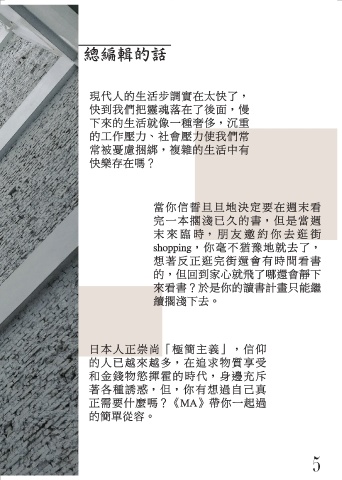 總編輯的話
現代人的生活步調實在太快了，
快到我們把靈魂落在了後面，慢
下來的生活就像一種奢侈，沉重
的工作壓力、社會壓力使我們常
常被憂慮捆綁，複雜的生活中有
快樂存在嗎？
當你信誓旦旦地決定要在週末看
完一本擱淺已久的書，但是當週
末來臨時，朋友邀約你去逛街
shopping，你毫不猶豫地就去了，
想著反正逛完街還會有時間看書
的，但回到家心就飛了哪還會靜下
來看書？於是你的讀書計畫只能繼
續擱淺下去。
日本人正崇尚「極簡主義」，信仰
的人已越來越多，在追求物質享受
和金錢物慾揮霍的時代，身邊充斥
著各種誘惑，但，你有想過自己真
正需要什麼嗎？《MA》帶你一起過
的簡單從容。
5